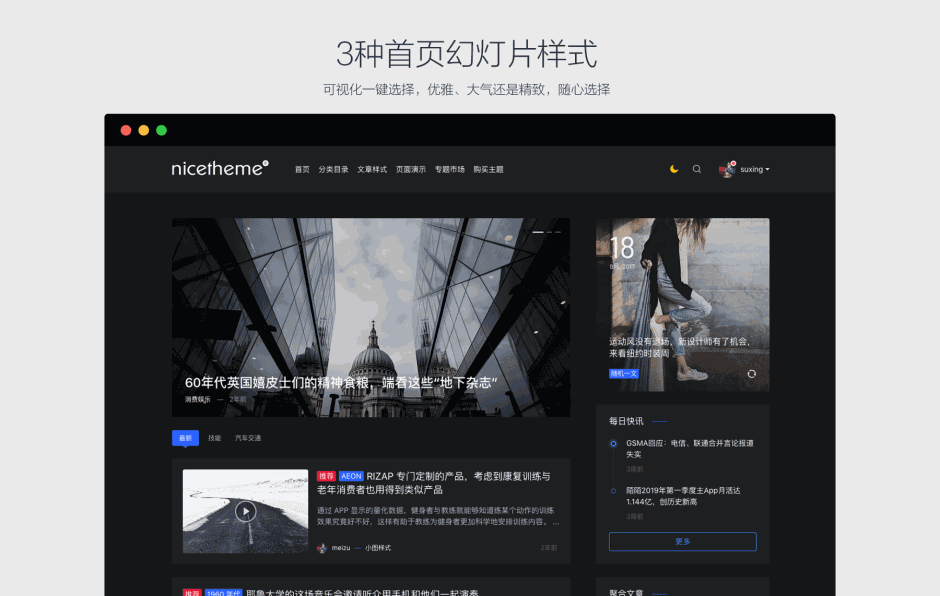 3种首页幻灯片样式
可视化一键选择，优雅、大气还是精致，随心选择
nicetheme
首页 分类目录 文章样式 页面演示 专题市场 购买主题
suxing
60年代英国嬉皮士们的精神食粮，端看这些“地下杂志”
消费娱乐 — 2年前
18
9月, 2017
运动风没有退场，新设计师有了机会，
来看纽约时装周
随机一文
最新 技能 汽车交通
推荐 AEON RIZAP 专门定制的产品，考虑到康复训练与
老年消费者也用得到类似产品
通过 APP 显示的量化数据，健身者与教练就能够知道练某个动作的训练
效果究竟好不好，这样有助于教练为健身者更加科学地安排训练内容。 ...
meizu — 小图样式
2年前
每日快讯
GSMA回应：电信、联通合并言论报道
失实
3周前
陌陌2019年第一季度主App月活达
1.144亿，创历史新高
3周前
更多
推荐 1960 年代 耶鲁大学的这场音乐会邀请听众用手机和他们一起演奏
聚合文章